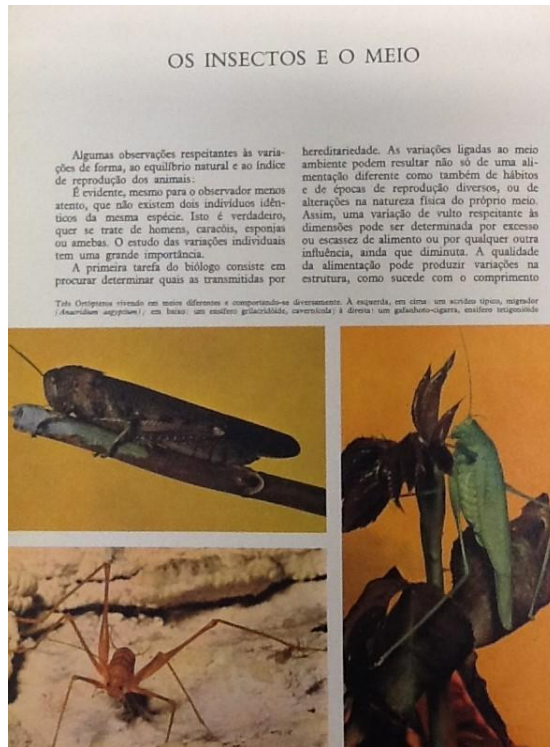 OS INSECTOS E O MEIO
Algumas observações respeitantes às varia-
ções de forma, ao equilíbrio natural e ao índice
de reprodução dos animais:
É evidente, mesmo para o observador menos
atento, que não existem dois indivíduos idên-
ticos da mesma espécie. Isto é verdadeiro,
quer se trate de homens, caracóis, esponjas
ou amebas. O estudo das variações individuais
tem uma grande importância.
A primeira tarefa do biólogo consiste em
procurar determinar quais as transmitidas por
hereditariedade. As variações ligadas ao meio
ambiente podem resultar não só de uma ali-
mentação diferente como também de hábitos
e de épocas de reprodução diversos, ou de
alterações na natureza física do próprio meio.
Assim, uma variação de vulto respeitante às
dimensões pode ser determinada por excesso
ou escassez de alimento ou por qualquer outra
influência, ainda que diminuta. A qualidade
da alimentação pode produzir variações na
estrutura, como sucede com o comprimento
Três Ortópteros vivendo em meios diferentes e comportando-se diversamente. À esquerda, em cima: um acrídeo típico, migrador
(Anacridium aegyptium); em baixo: um ensífero grilacridóide, cavernícola; à direita: um gafanhoto-cigarra, ensífero tetigonióide